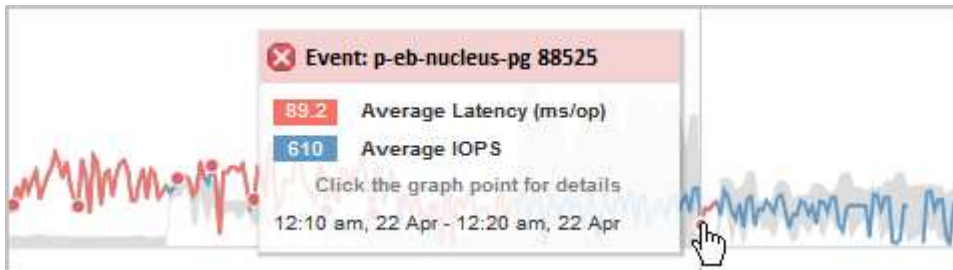 Event: p-eb-nucleus-pg 88525
89.2 Average Latency (ms/op)
610 Average IOPS
Click the graph point for details
12:10 am, 22 Apr - 12:20 am, 22 Apr